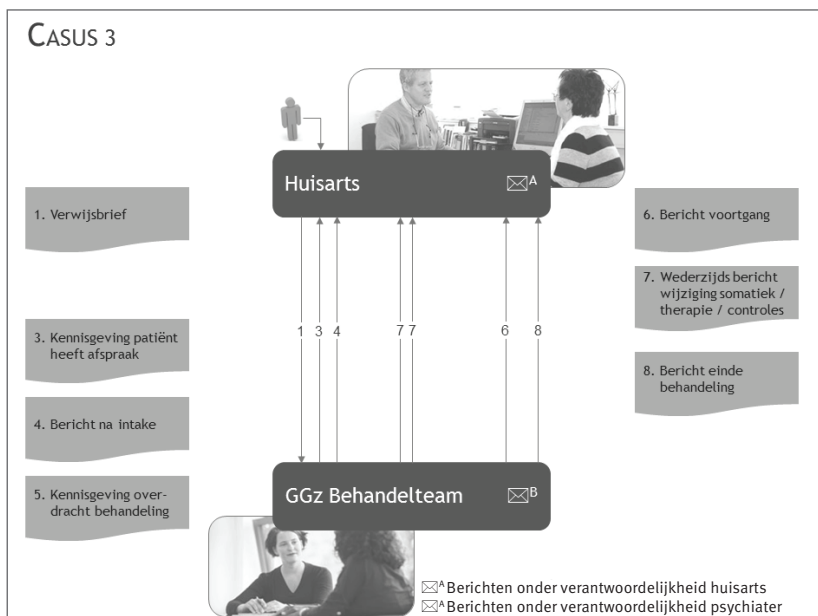 CASUS 3
Huisarts ✉A
1. Verwijsbrief
3. Kennisgeving patiënt
heeft afspraak
4. Bericht na intake
5. Kennisgeving over-
dracht behandeling
1 3 4 7 7 6 8
6. Bericht voortgang
7. Wederzijds bericht
wijziging somatiek /
therapie / controles
8. Bericht einde
behandeling
GGz Behandelteam ✉B
✉A Berichten onder verantwoordelijkheid huisarts
✉A Berichten onder verantwoordelijkheid psychiater